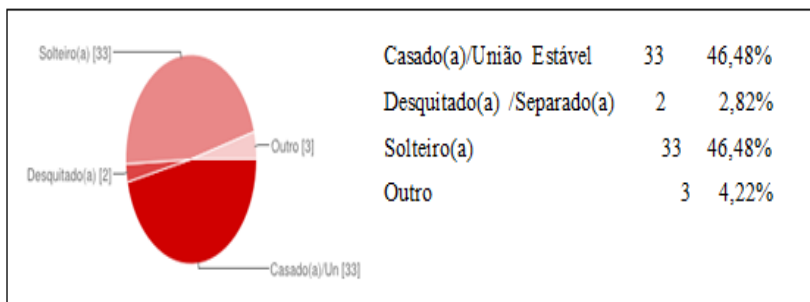 Solteiro(a) [33]
Outro [3]
Desquitado(a) [2]
Casado(a)/Un [33]
Casado(a)/União Estável 33 46,48%
Desquitado(a) /Separado(a) 2 2,82%
Solteiro(a) 33 46,48%
Outro 3 4,22%